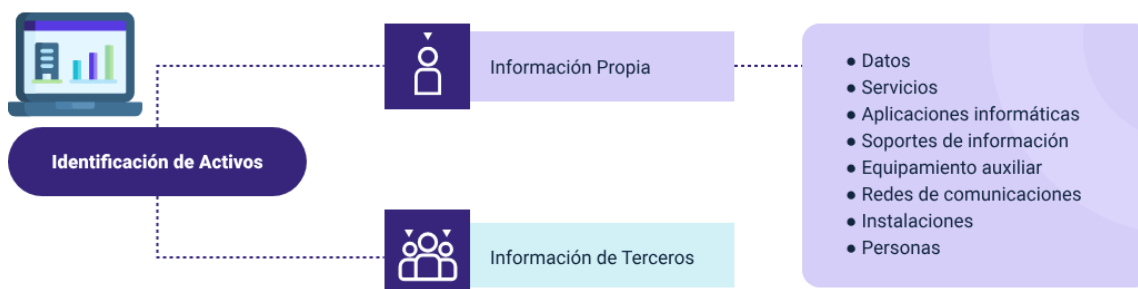 Identificación de Activos
Información Propia
Información de Terceros
● Datos
● Servicios
● Aplicaciones informáticas
● Soportes de información
● Equipamiento auxiliar
● Redes de comunicaciones
● Instalaciones
● Personas